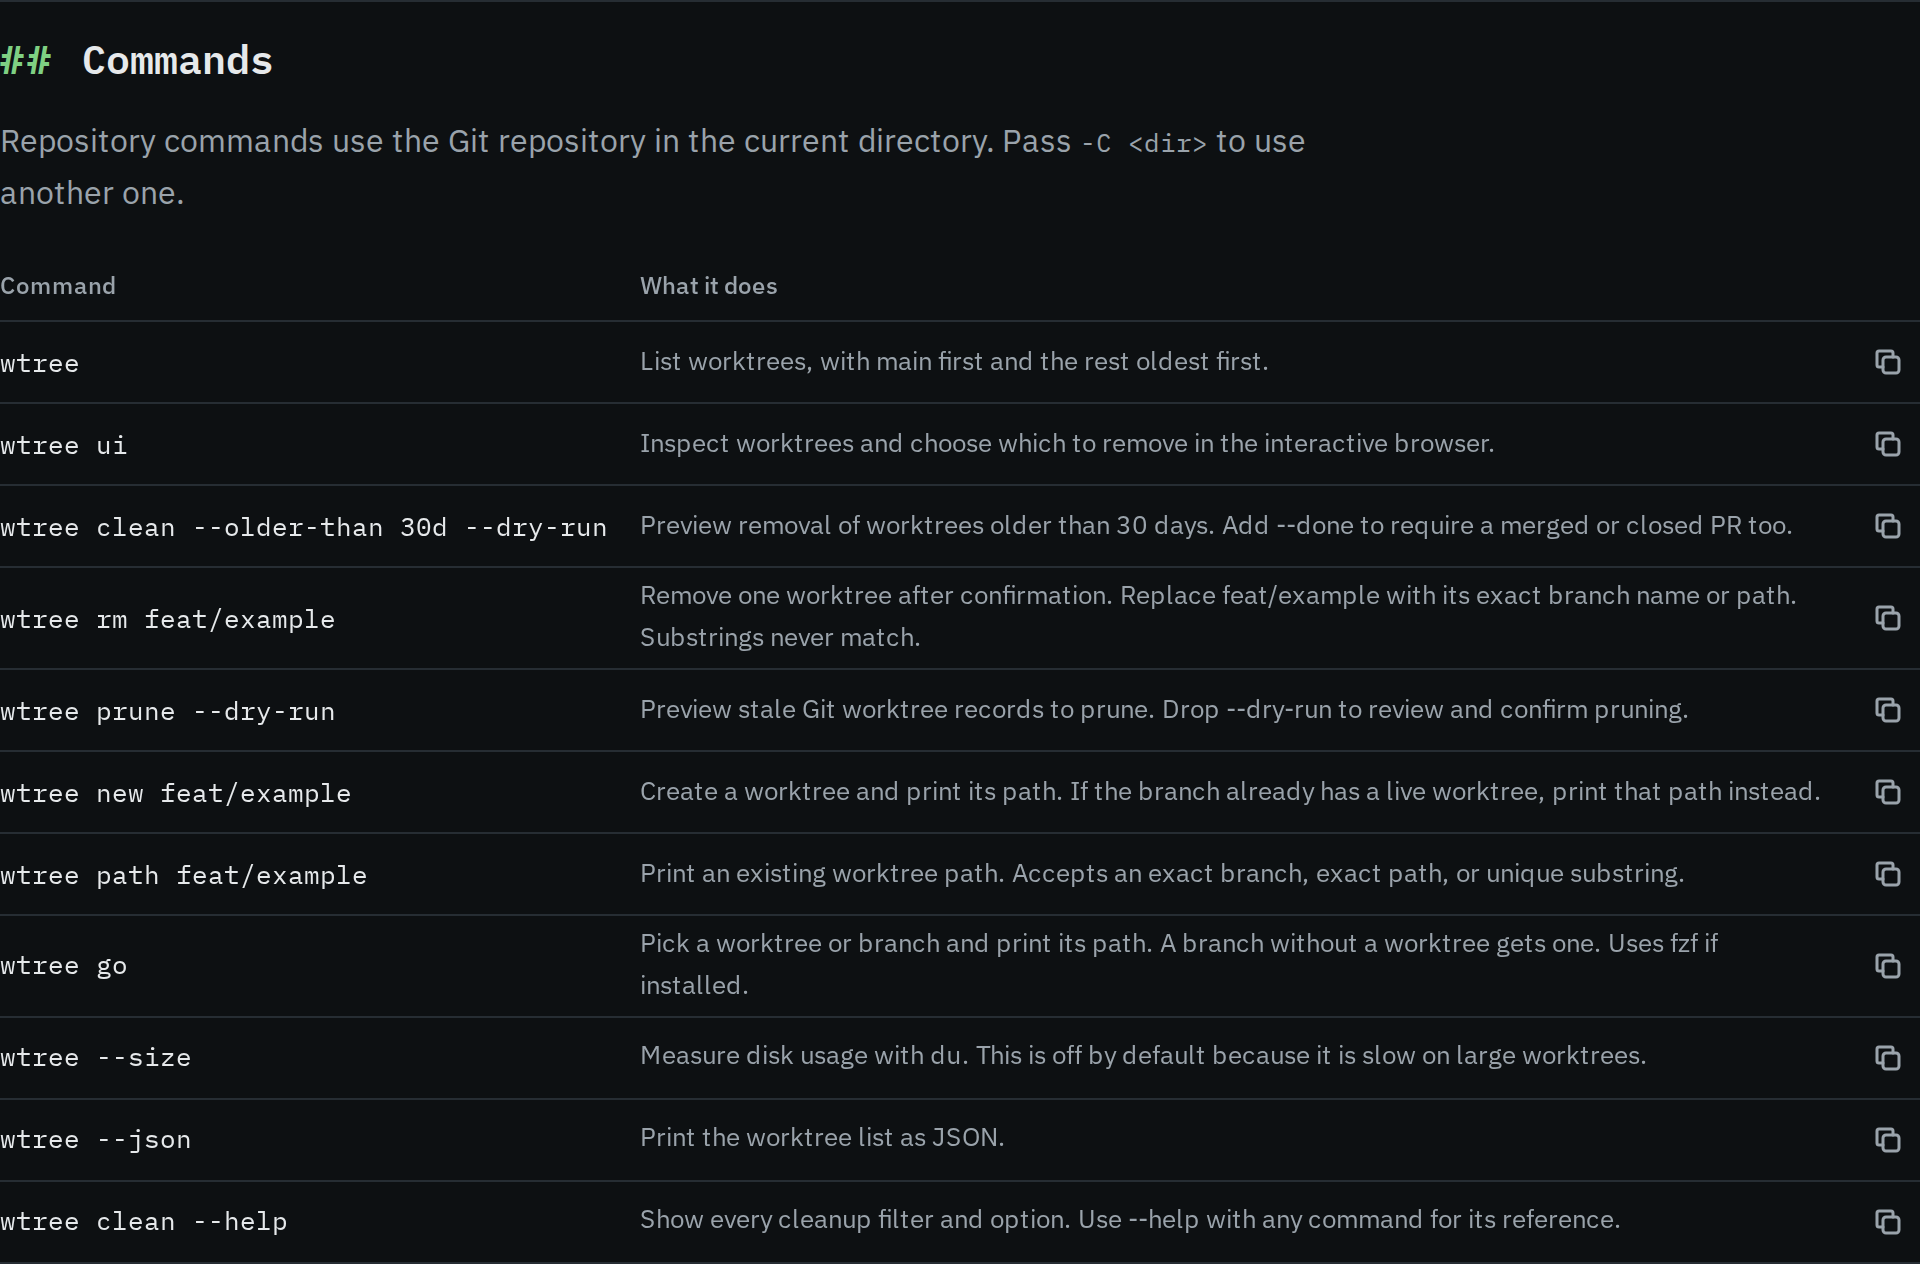 ## Commands
Repository commands use the Git repository in the current directory. Pass -C <dir> to use
another one.
Command What it does
wtree List worktrees, with main first and the rest oldest first.
wtree ui Inspect worktrees and choose which to remove in the interactive browser.
wtree clean --older-than 30d --dry-run Preview removal of worktrees older than 30 days. Add --done to require a merged or closed PR too.
wtree rm feat/example Remove one worktree after confirmation. Replace feat/example with its exact branch name or path.
Substrings never match.
wtree prune --dry-run Preview stale Git worktree records to prune. Drop --dry-run to review and confirm pruning.
wtree new feat/example Create a worktree and print its path. If the branch already has a live worktree, print that path instead.
wtree path feat/example Print an existing worktree path. Accepts an exact branch, exact path, or unique substring.
wtree go Pick a worktree or branch and print its path. A branch without a worktree gets one. Uses fzf if
installed.
wtree --size Measure disk usage with du. This is off by default because it is slow on large worktrees.
wtree --json Print the worktree list as JSON.
wtree clean --help Show every cleanup filter and option. Use --help with any command for its reference.